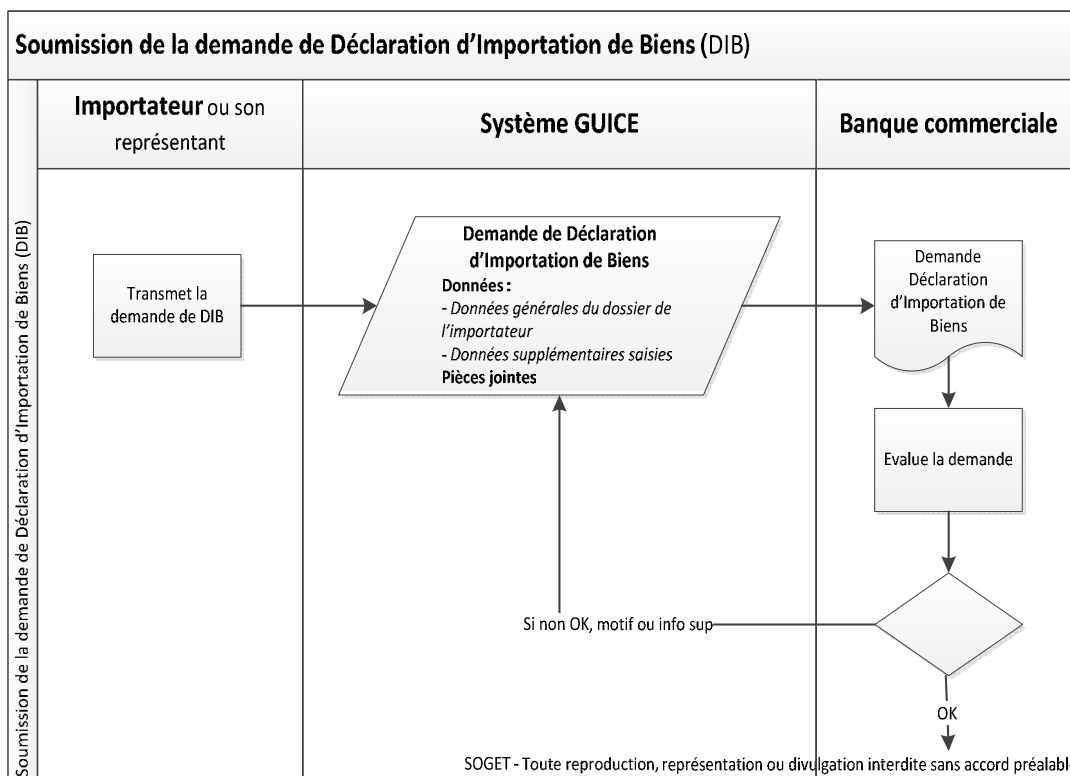 Soumission de la demande de Déclaration d'Importation de Biens (DIB)
Soumission de la demande de Déclaration d'Importation de Biens (DIB)
Importateur ou son
représentant
Système GUICE
Banque commerciale
Transmet la
demande de DIB
Demande de Déclaration
d'Importation de Biens
Données :
- Données générales du dossier de
l'importateur
- Données supplémentaires saisies
Pièces jointes
Demande
Déclaration
d'Importation de
Biens
Evalue la demande
Si non OK, motif ou info sup
OK
SOGET - Toute reproduction, représentation ou divulgation interdite sans accord préalabl